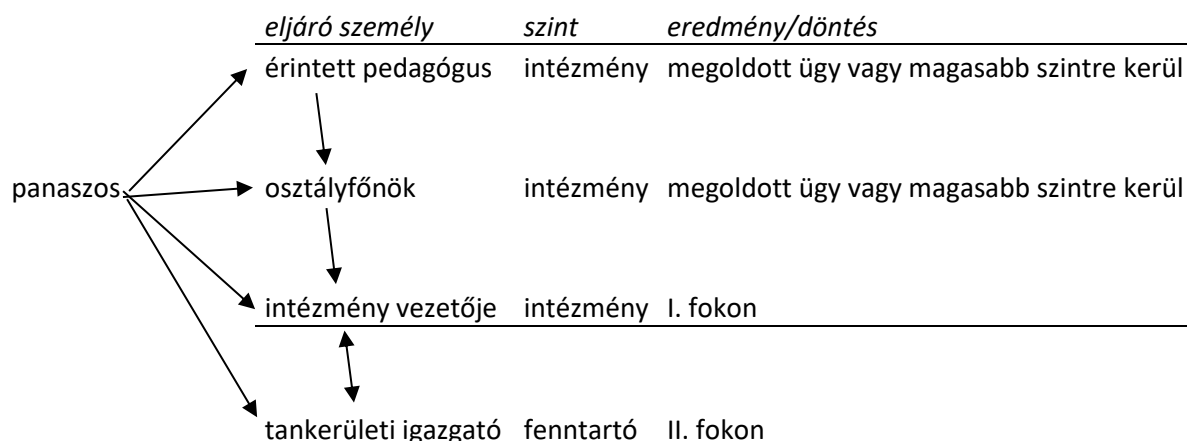 eljáró személy szint eredmény/döntés
érintett pedagógus intézmény megoldott ügy vagy magasabb szintre kerül
panaszos osztályfőnök intézmény megoldott ügy vagy magasabb szintre kerül
intézmény vezetője intézmény I. fokon
tankerületi igazgató fenntartó II. fokon